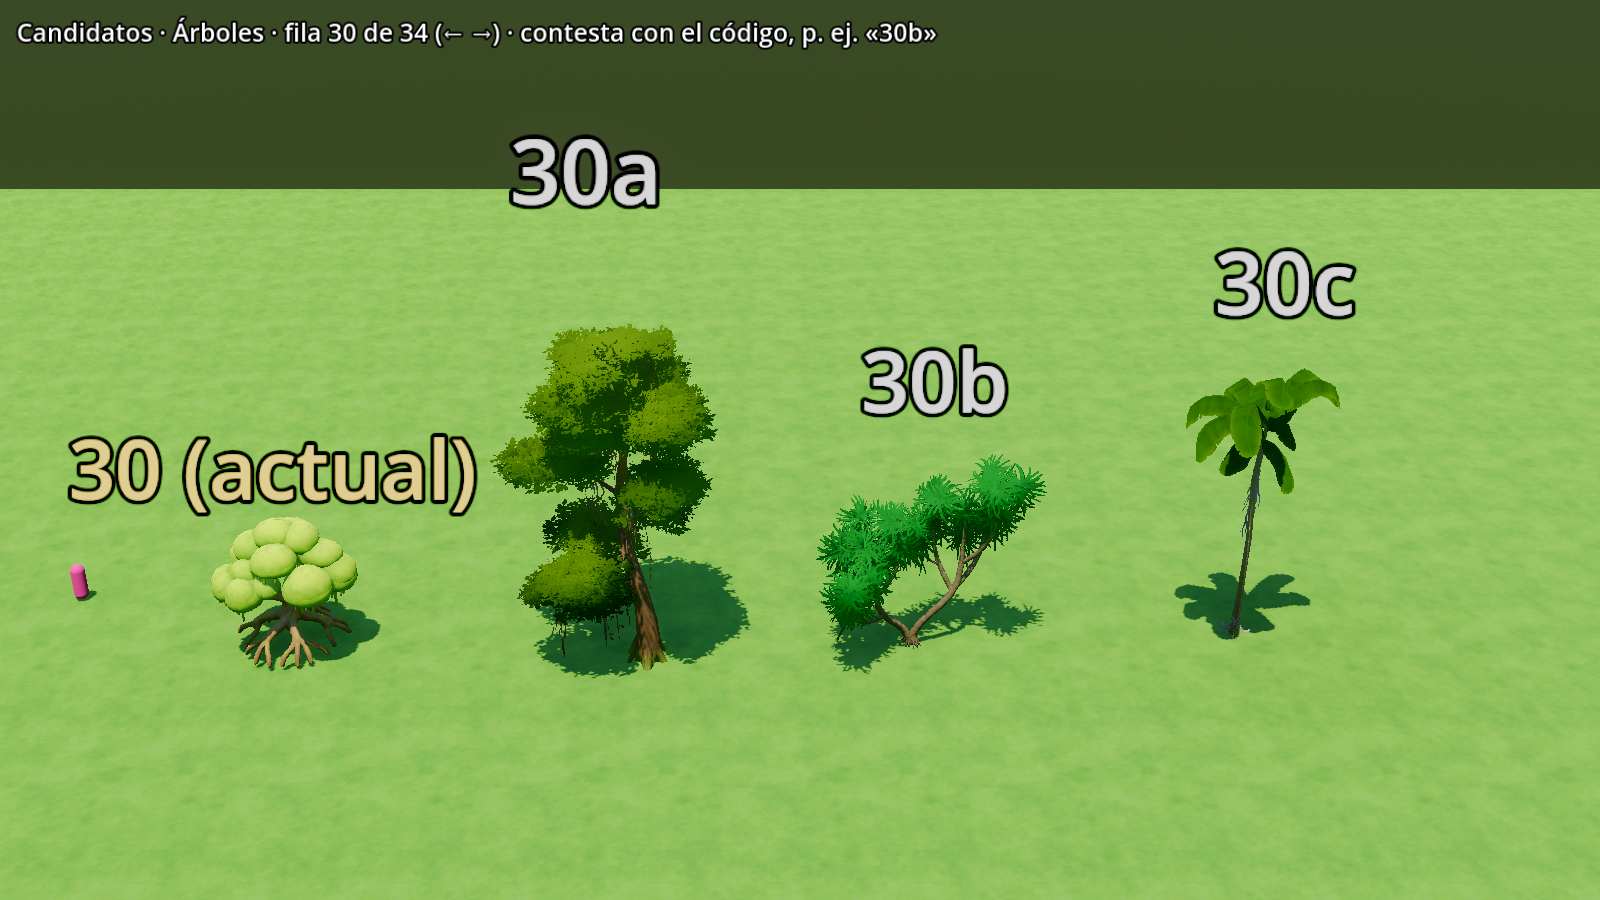 Candidatos · Árboles · fila 30 de 34 (← →) · contesta con el código, p. ej. «30b»
30a
30c
30b
30 (actual)